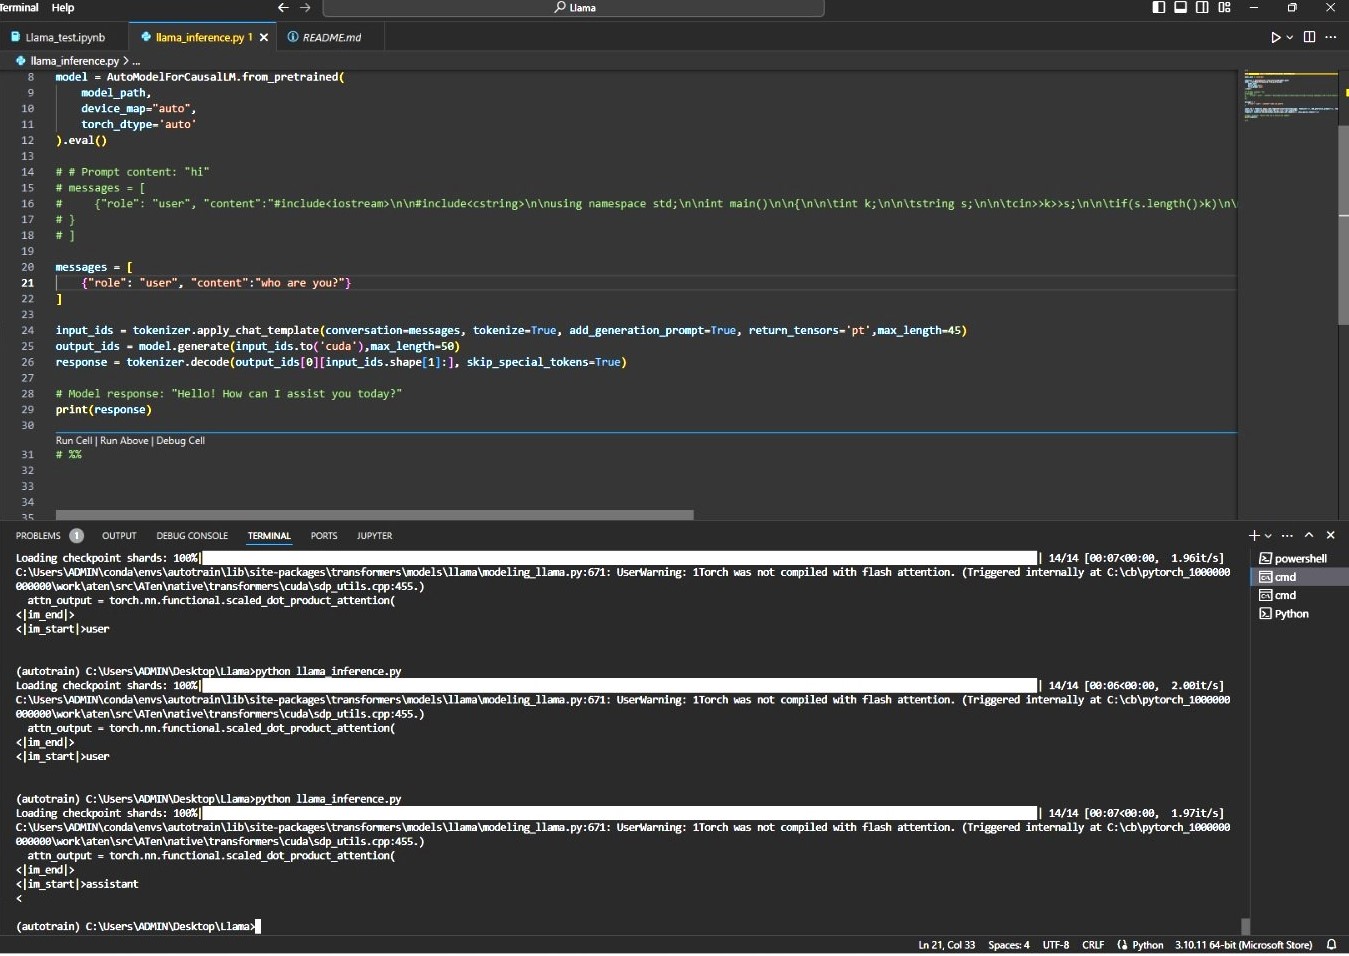 Terminal Help
Llama
Llama_test.ipynb
llama_inference.py 1
README.md
llama_inference.py > ...
8 model = AutoModelForCausalLM.from_pretrained(
9 model_path,
10 device_map="auto",
11 torch_dtype='auto'
12 ).eval()
13
14 # # Prompt content: "hi"
15 # messages = [
16 # {"role": "user", "content":"#include<iostream>\n\n#include<cstring>\n\nusing namespace std;\n\nint main()\n\n{\n\n\tint k;\n\n\tstring s;\n\n\tcin>>k>>s;\n\n\tif(s.length()>k)\n\
17 # }
18 # ]
19
20 messages = [
21 {"role": "user", "content":"who are you?"}
22 ]
23
24 input_ids = tokenizer.apply_chat_template(conversation=messages, tokenize=True, add_generation_prompt=True, return_tensors='pt',max_length=45)
25 output_ids = model.generate(input_ids.to('cuda'),max_length=50)
26 response = tokenizer.decode(output_ids[0][input_ids.shape[1]:], skip_special_tokens=True)
27
28 # Model response: "Hello! How can I assist you today?"
29 print(response)
30
Run Cell | Run Above | Debug Cell
31 # %%
32
33
34
35
PROBLEMS 1 OUTPUT DEBUG CONSOLE TERMINAL PORTS JUPYTER
Loading checkpoint shards: 100%| | 14/14 [00:07<00:00, 1.96it/s]
C:\Users\ADMIN\conda\envs\autotrain\lib\site-packages\transformers\models\llama\modeling_llama.py:671: UserWarning: 1Torch was not compiled with flash attention. (Triggered internally at C:\cb\pytorch_1000000
000000\work\aten\src\ATen\native\transformers\cuda\sdp_utils.cpp:455.)
attn_output = torch.nn.functional.scaled_dot_product_attention(
<|im_end|>
<|im_start|>user
(autotrain) C:\Users\ADMIN\Desktop\Llama>python llama_inference.py
Loading checkpoint shards: 100%| | 14/14 [00:06<00:00, 2.00it/s]
C:\Users\ADMIN\conda\envs\autotrain\lib\site-packages\transformers\models\llama\modeling_llama.py:671: UserWarning: 1Torch was not compiled with flash attention. (Triggered internally at C:\cb\pytorch_1000000
000000\work\aten\src\ATen\native\transformers\cuda\sdp_utils.cpp:455.)
attn_output = torch.nn.functional.scaled_dot_product_attention(
<|im_end|>
<|im_start|>user
(autotrain) C:\Users\ADMIN\Desktop\Llama>python llama_inference.py
Loading checkpoint shards: 100%| | 14/14 [00:07<00:00, 1.97it/s]
C:\Users\ADMIN\conda\envs\autotrain\lib\site-packages\transformers\models\llama\modeling_llama.py:671: UserWarning: 1Torch was not compiled with flash attention. (Triggered internally at C:\cb\pytorch_1000000
000000\work\aten\src\ATen\native\transformers\cuda\sdp_utils.cpp:455.)
attn_output = torch.nn.functional.scaled_dot_product_attention(
<|im_end|>
<|im_start|>assistant
<
(autotrain) C:\Users\ADMIN\Desktop\Llama>
powershell
cmd
cmd
Python
Ln 21, Col 33 Spaces: 4 UTF-8 CRLF Python 3.10.11 64-bit (Microsoft Store)